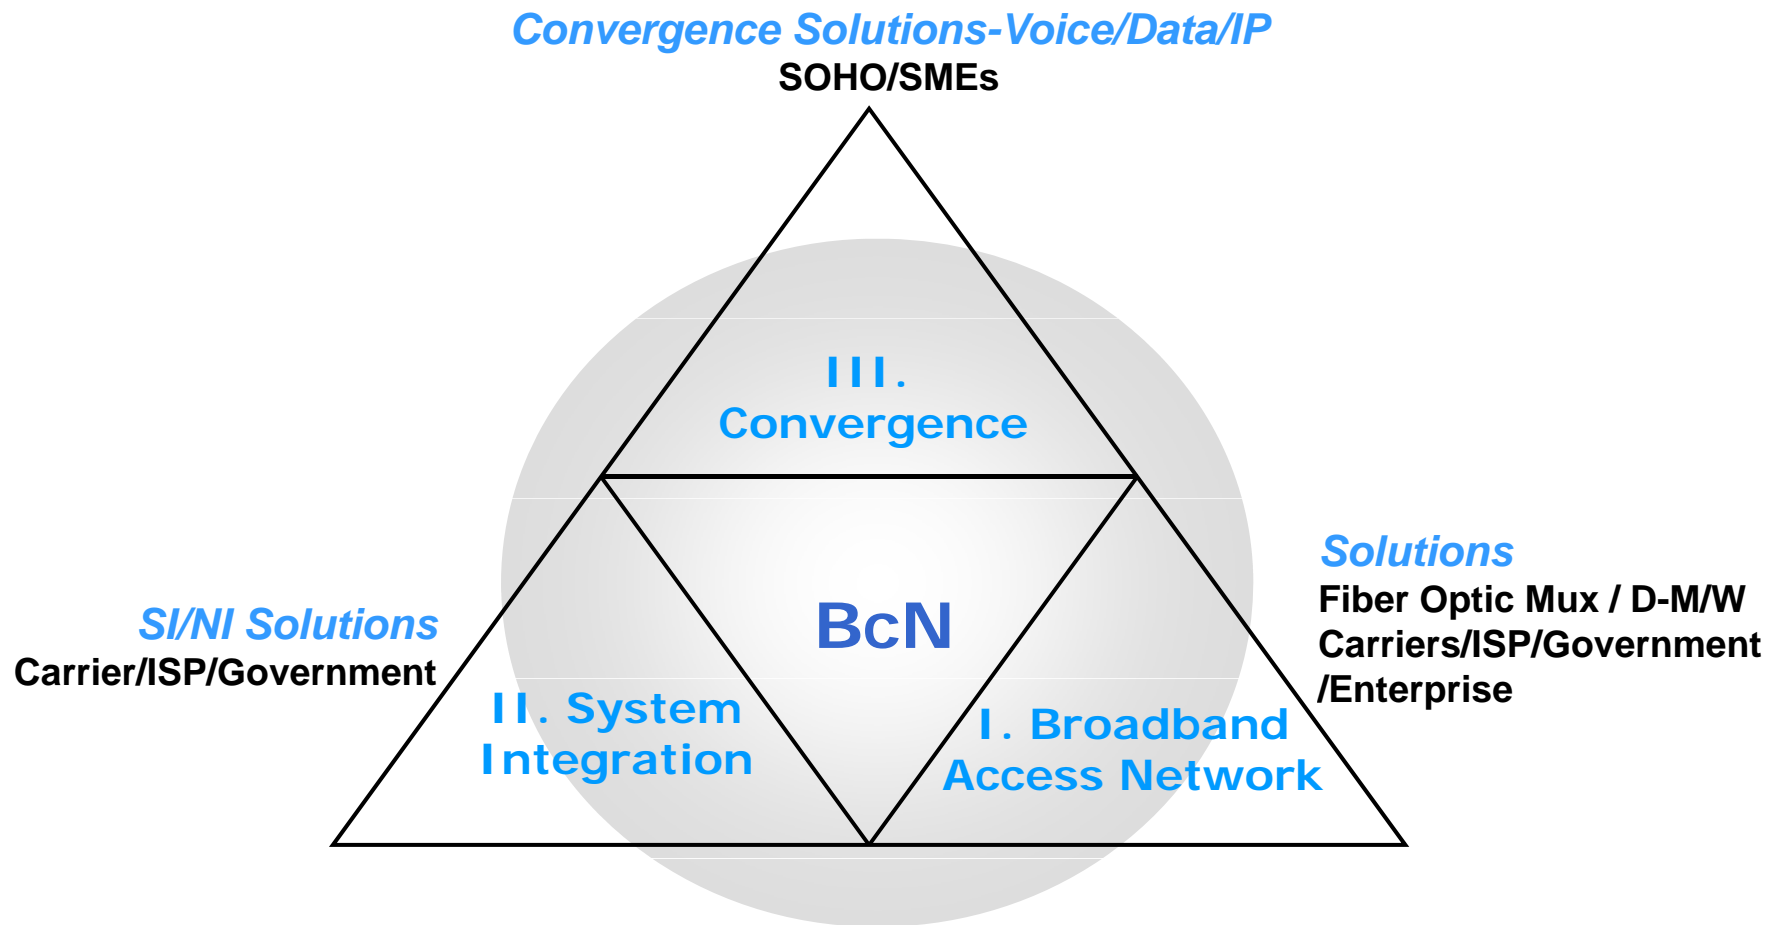 Convergence Solutions-Voice/Data/IP
SOHO/SMEs
III.
Convergence
SI/NI Solutions
Carrier/ISP/Government
BcN
Solutions
Fiber Optic Mux / D-M/W
Carriers/ISP/Government
/Enterprise
II. System
Integration
I. Broadband
Access Network